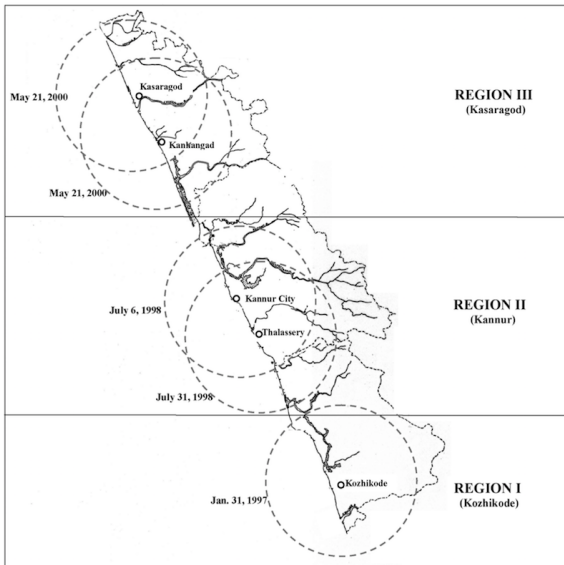 Kasaragod
May 21, 2000
REGION III
(Kasaragod)
Kanhangad
May 21, 2000
Kannur City
REGION II
(Kannur)
July 6, 1998
Thalassery
July 31, 1998
Kozhikode
REGION I
(Kozhikode)
Jan. 31, 1997